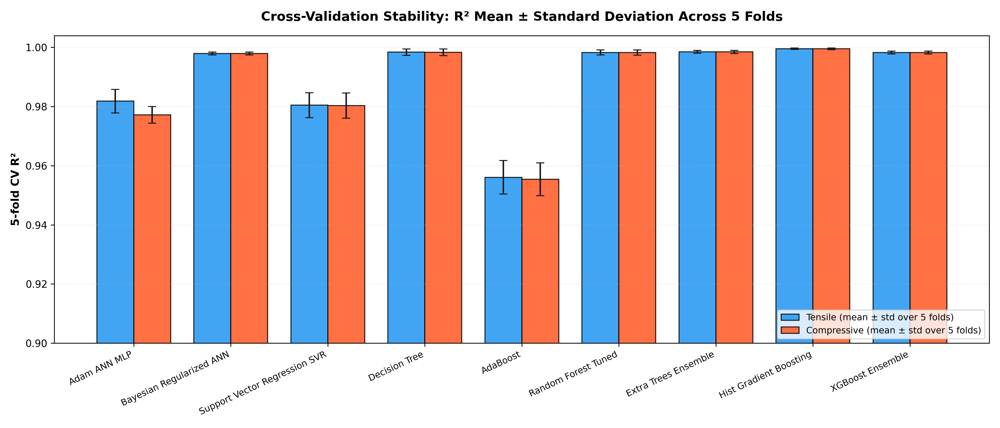 Cross-Validation Stability: R² Mean ± Standard Deviation Across 5 Folds
5-fold CV R²
1.00
0.98
0.96
0.94
0.92
0.90
Tensile (mean ± std over 5 folds)
Compressive (mean ± std over 5 folds)
Adam ANN MLP
Bayesian Regularized ANN
Support Vector Regression SVR
Decision Tree
AdaBoost
Random Forest Tuned
Extra Trees Ensemble
Hist Gradient Boosting
XGBoost Ensemble